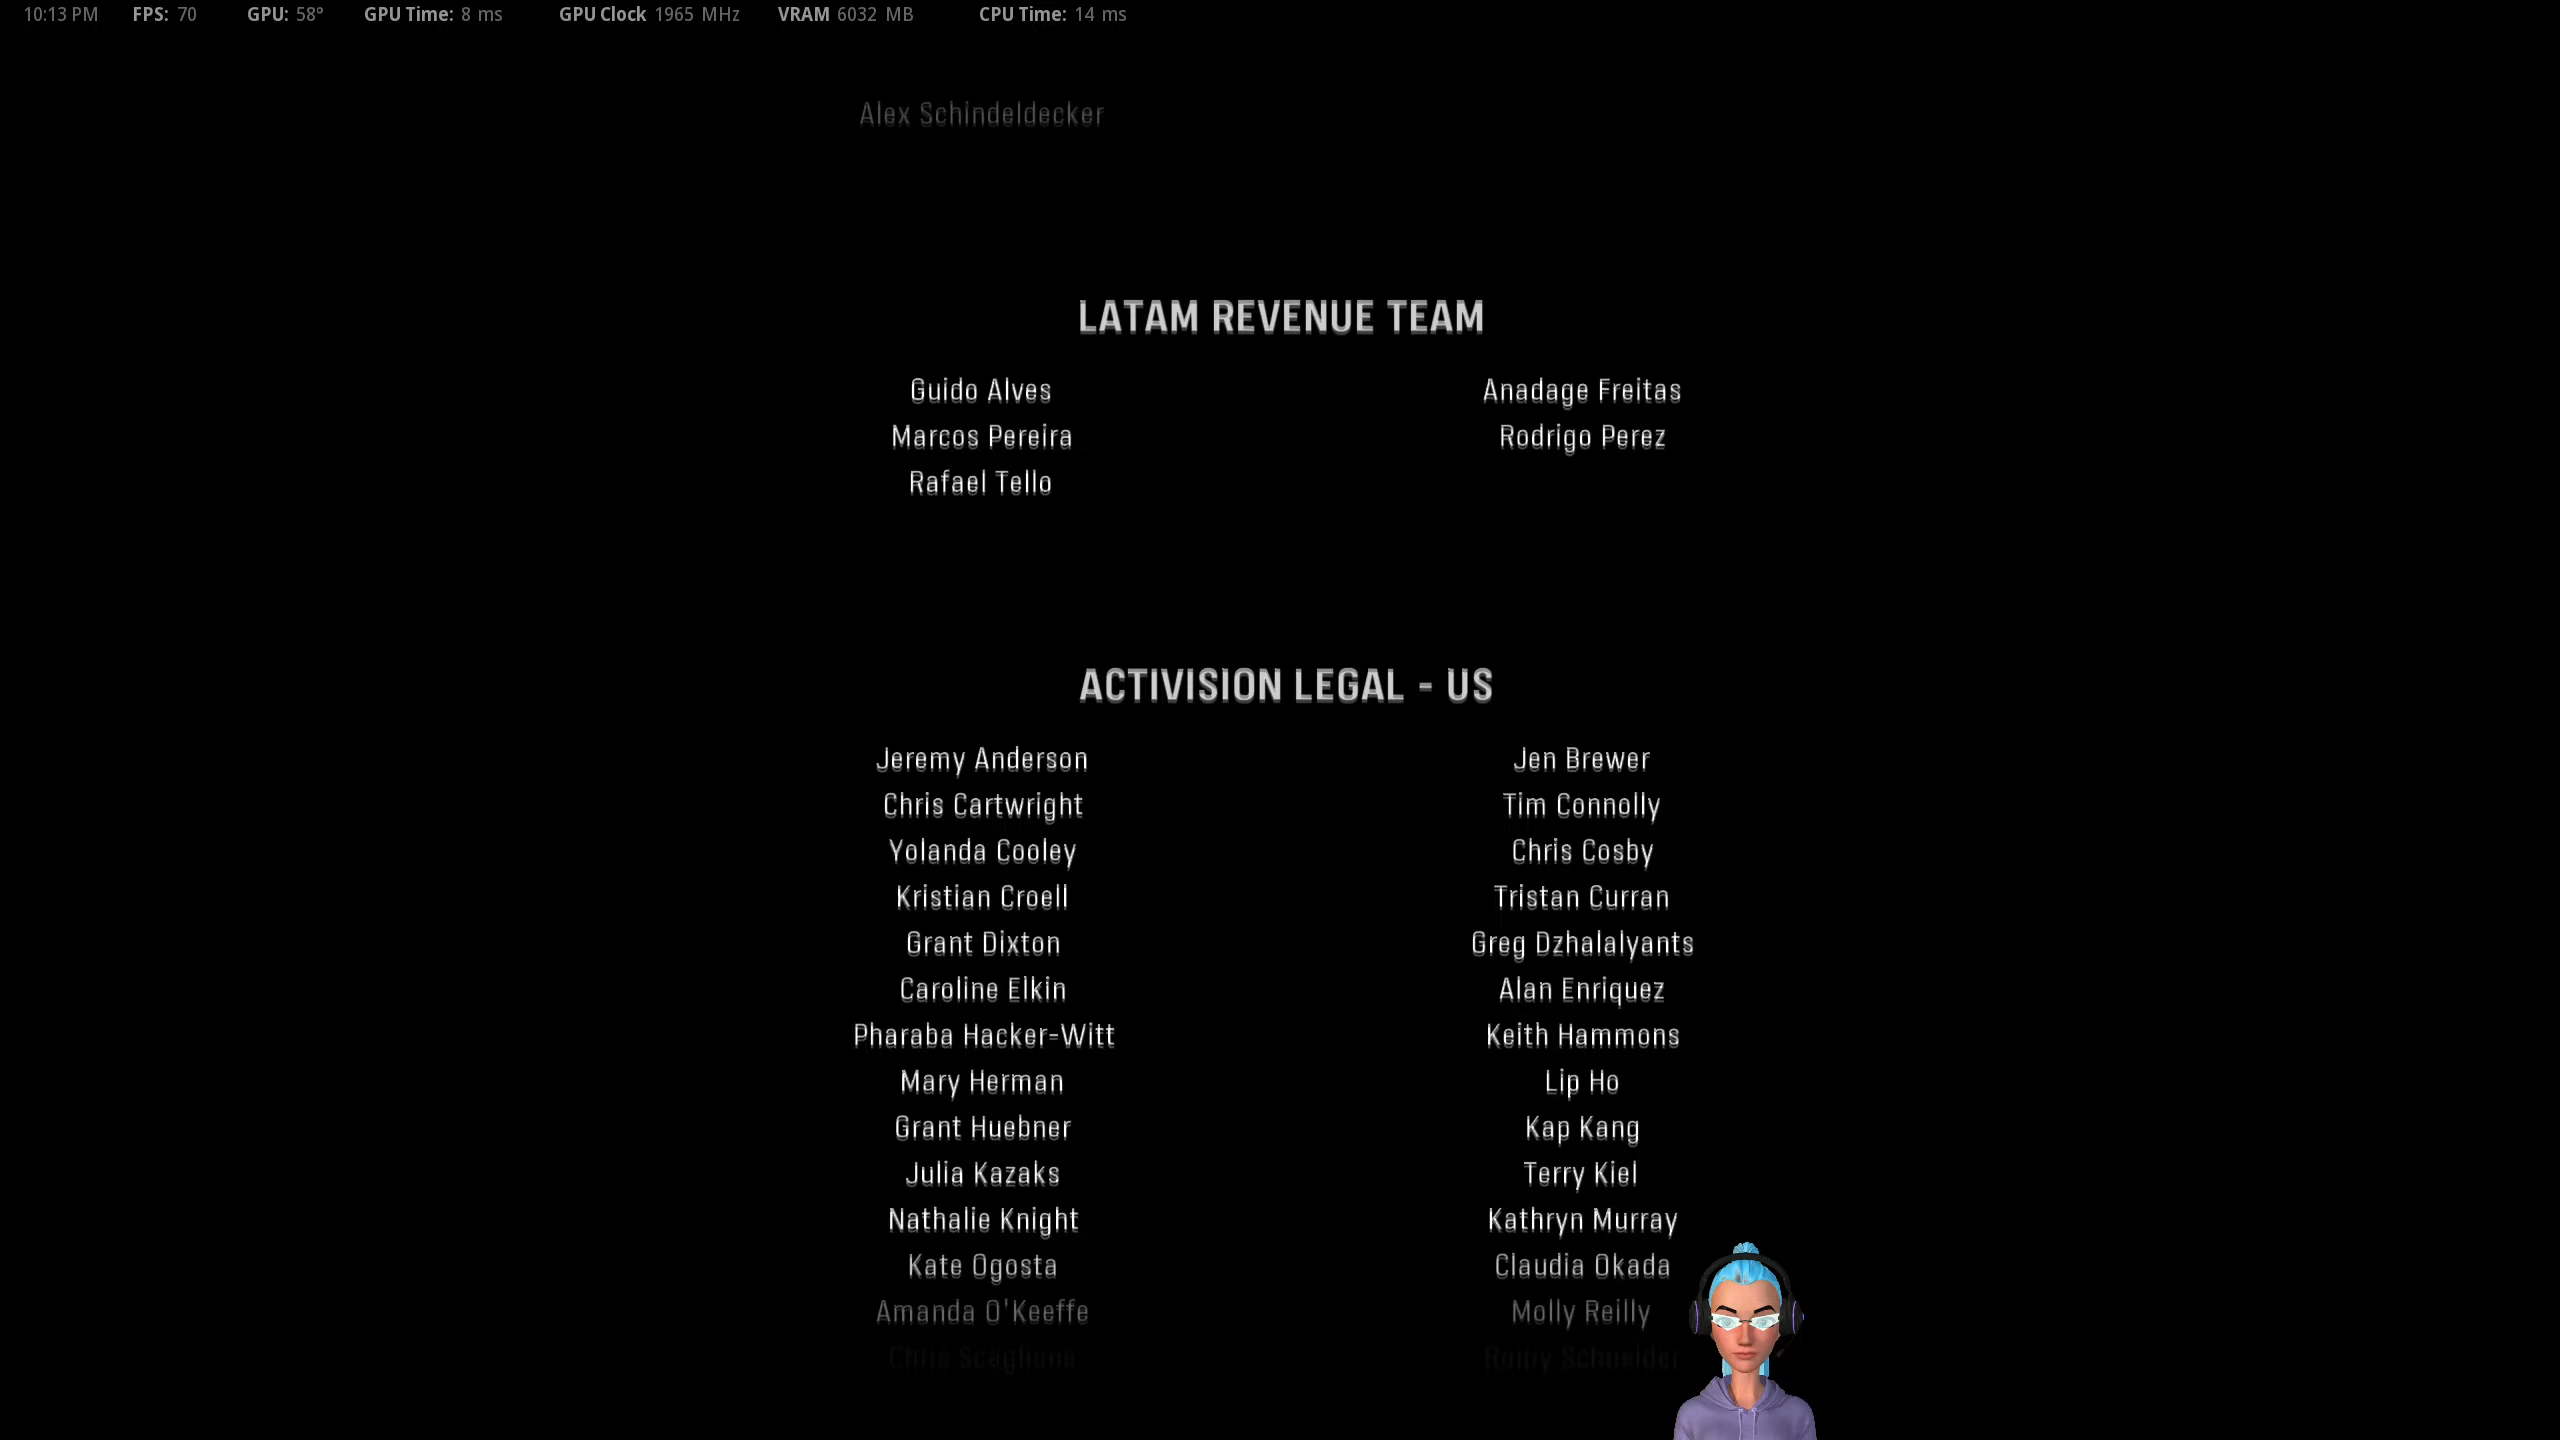 10:13 PM FPS: 70 GPU: 58° GPU Time: 8 ms GPU Clock 1965 MHz VRAM 6032 MB CPU Time: 14 ms
Alex Schindeldecker
LATAM REVENUE TEAM
Guido Alves Anadage Freitas
Marcos Pereira Rodrigo Perez
Rafael Tello
ACTIVISION LEGAL - US
Jeremy Anderson Jen Brewer
Chris Cartwright Tim Connolly
Yolanda Cooley Chris Cosby
Kristian Croell Tristan Curran
Grant Dixton Greg Dzhalalyants
Caroline Elkin Alan Enriquez
Pharaba Hacker-Witt Keith Hammons
Mary Herman Lip Ho
Grant Huebner Kap Kang
Julia Kazaks Terry Kiel
Nathalie Knight Kathryn Murray
Kate Ogosta Claudia Okada
Amanda O'Keeffe Molly Reilly
Scaglione Schneider